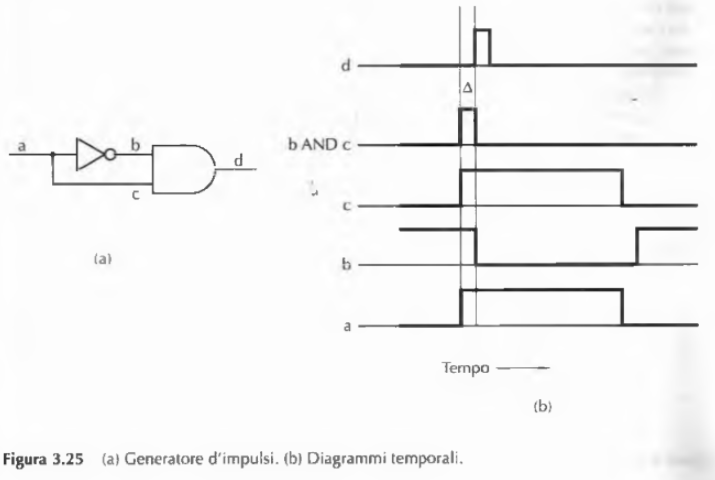 d
Δ
b AND c
a
b
d
c
c
(a)
b
a
Tempo
(b)
Figura 3.25 (a) Generatore d'impulsi. (b) Diagrammi temporali.